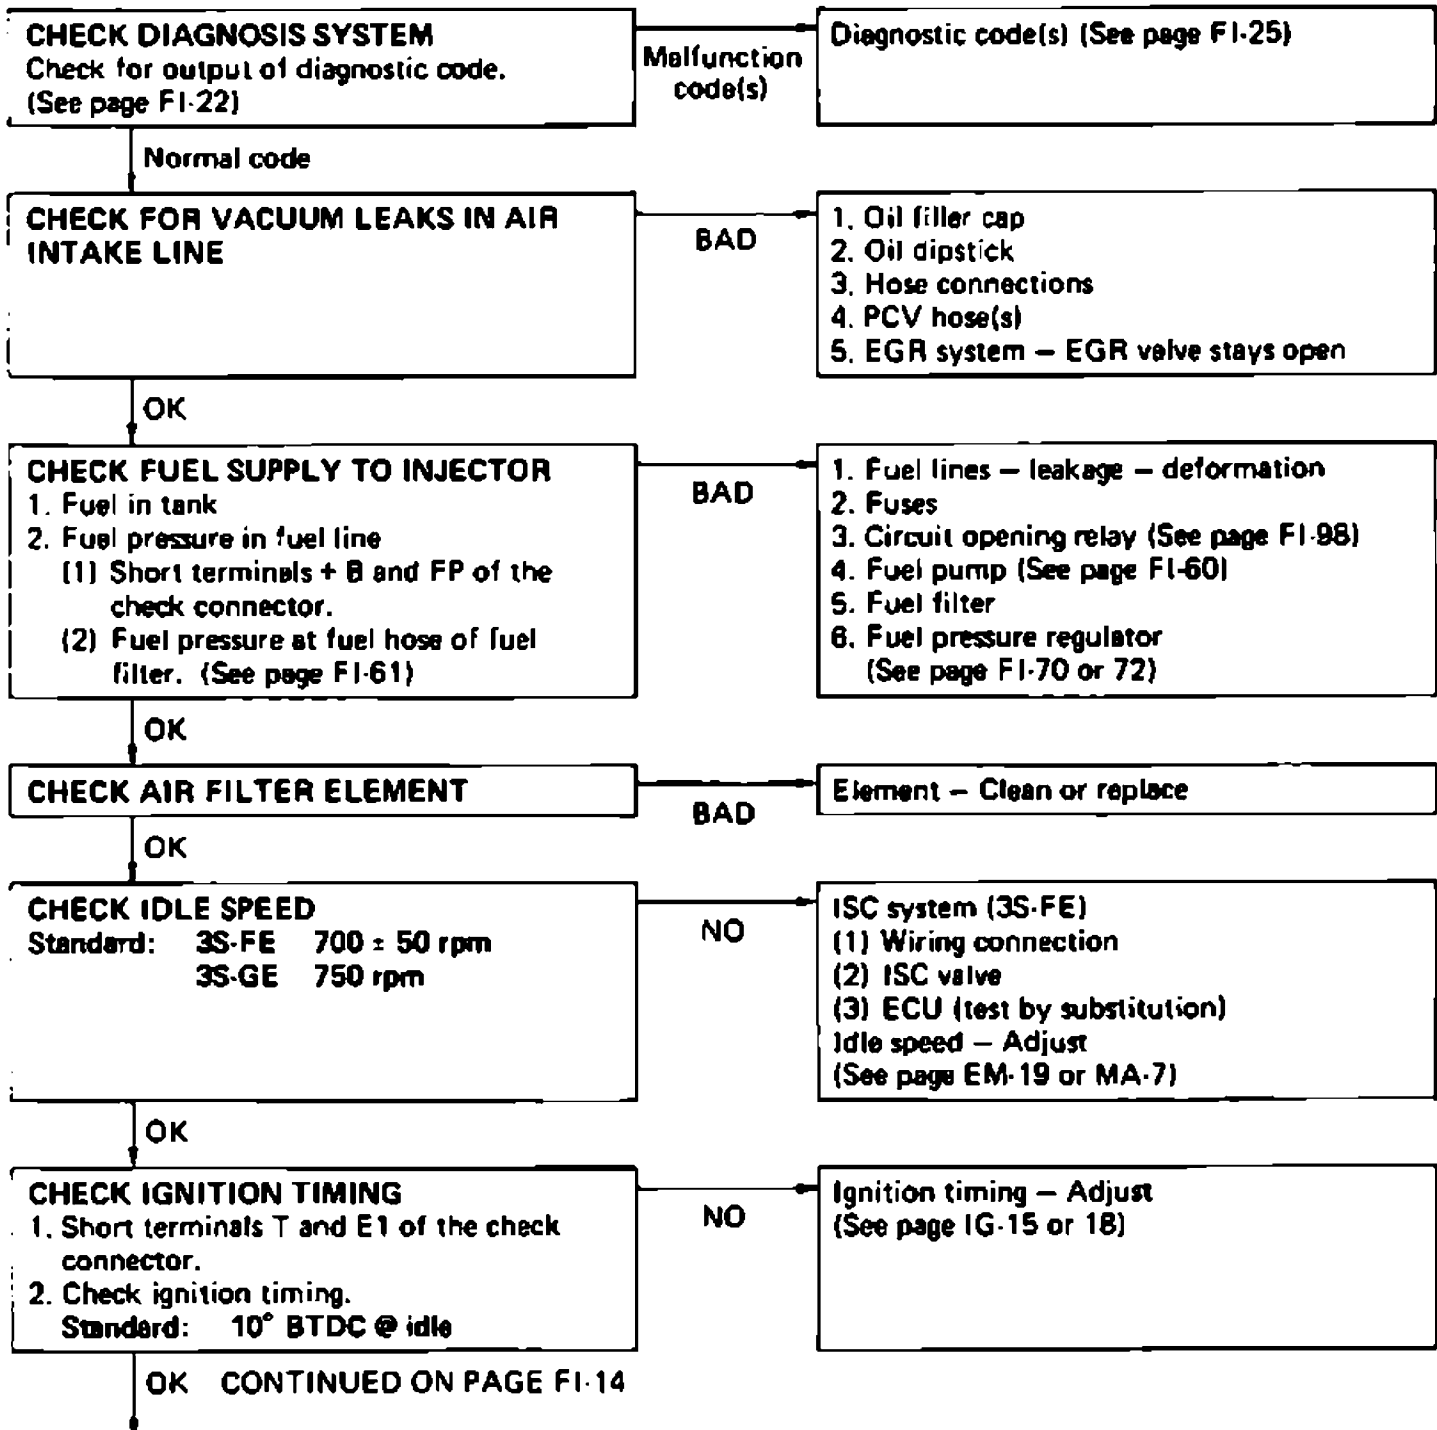 CHECK DIAGNOSIS SYSTEM
Check for output of diagnostic code.
(See page FI-22)
Malfunction
code(s)
Diagnostic code(s) (See page FI-25)
Normal code
CHECK FOR VACUUM LEAKS IN AIR
INTAKE LINE
BAD
1. Oil filler cap
2. Oil dipstick
3. Hose connections
4. PCV hose(s)
5. EGR system – EGR valve stays open
OK
CHECK FUEL SUPPLY TO INJECTOR
1. Fuel in tank
2. Fuel pressure in fuel line
(1) Short terminals + B and FP of the
check connector.
(2) Fuel pressure at fuel hose of fuel
filter. (See page FI-61)
BAD
1. Fuel lines – leakage – deformation
2. Fuses
3. Circuit opening relay (See page FI-98)
4. Fuel pump (See page FI-60)
5. Fuel filter
6. Fuel pressure regulator
(See page FI-70 or 72)
OK
CHECK AIR FILTER ELEMENT
BAD
Element – Clean or replace
OK
CHECK IDLE SPEED
Standard: 3S-FE 700 ± 50 rpm
3S-GE 750 rpm
NO
ISC system (3S-FE)
(1) Wiring connection
(2) ISC valve
(3) ECU (test by substitution)
Idle speed – Adjust
(See page EM-19 or MA-7)
OK
CHECK IGNITION TIMING
1. Short terminals T and E1 of the check
connector.
2. Check ignition timing.
Standard: 10° BTDC @ idle
NO
Ignition timing – Adjust
(See page IG-15 or 18)
OK CONTINUED ON PAGE FI-14